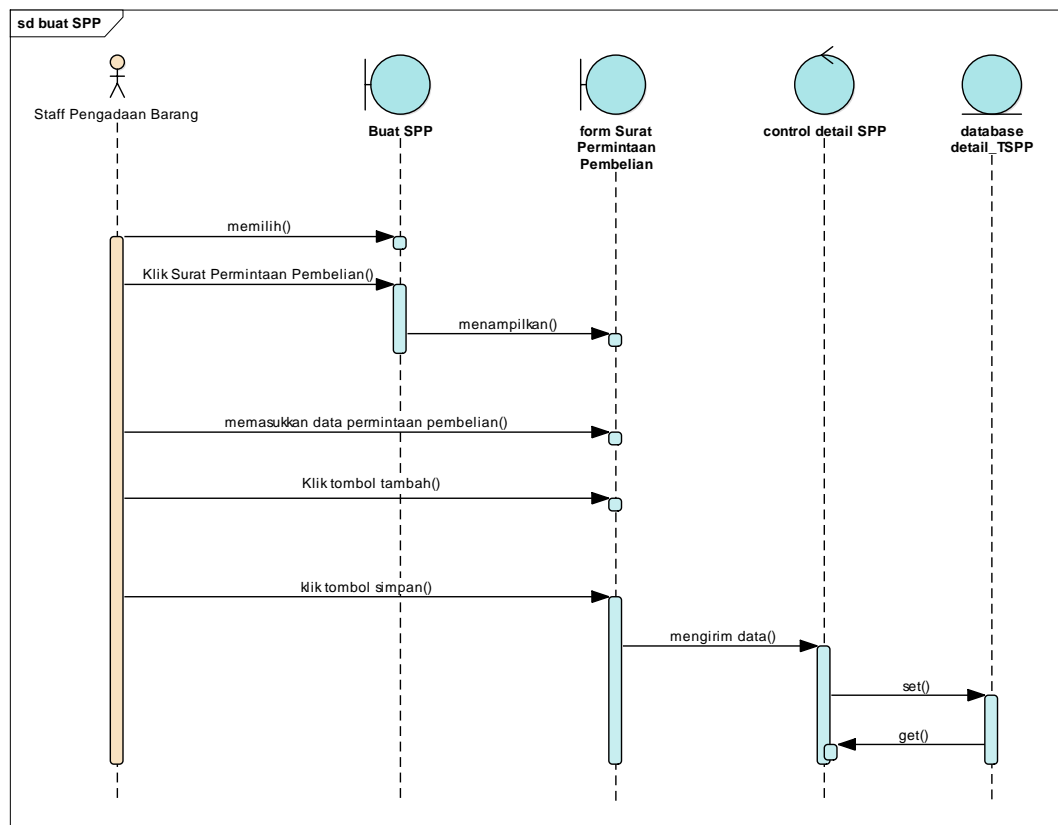 sd buat SPP
Staff Pengadaan Barang
Buat SPP
form Surat
Permintaan
Pembelian
control detail SPP
database
detail_TSPP
memilih()
Klik Surat Permintaan Pembelian()
menampilkan()
memasukkan data permintaan pembelian()
Klik tombol tambah()
klik tombol simpan()
mengirim data()
set()
get()